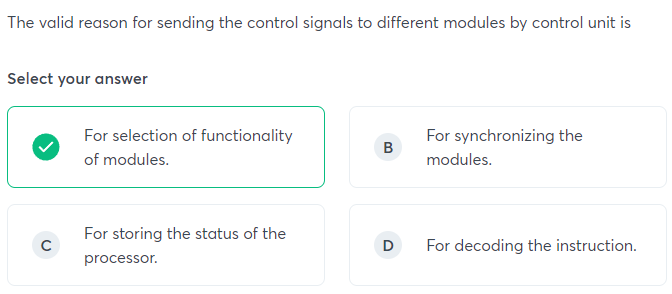 The valid reason for sending the control signals to different modules by control unit is
Select your answer
For selection of functionality
of modules.
B
For synchronizing the
modules.
C
For storing the status of the
processor.
D
For decoding the instruction.